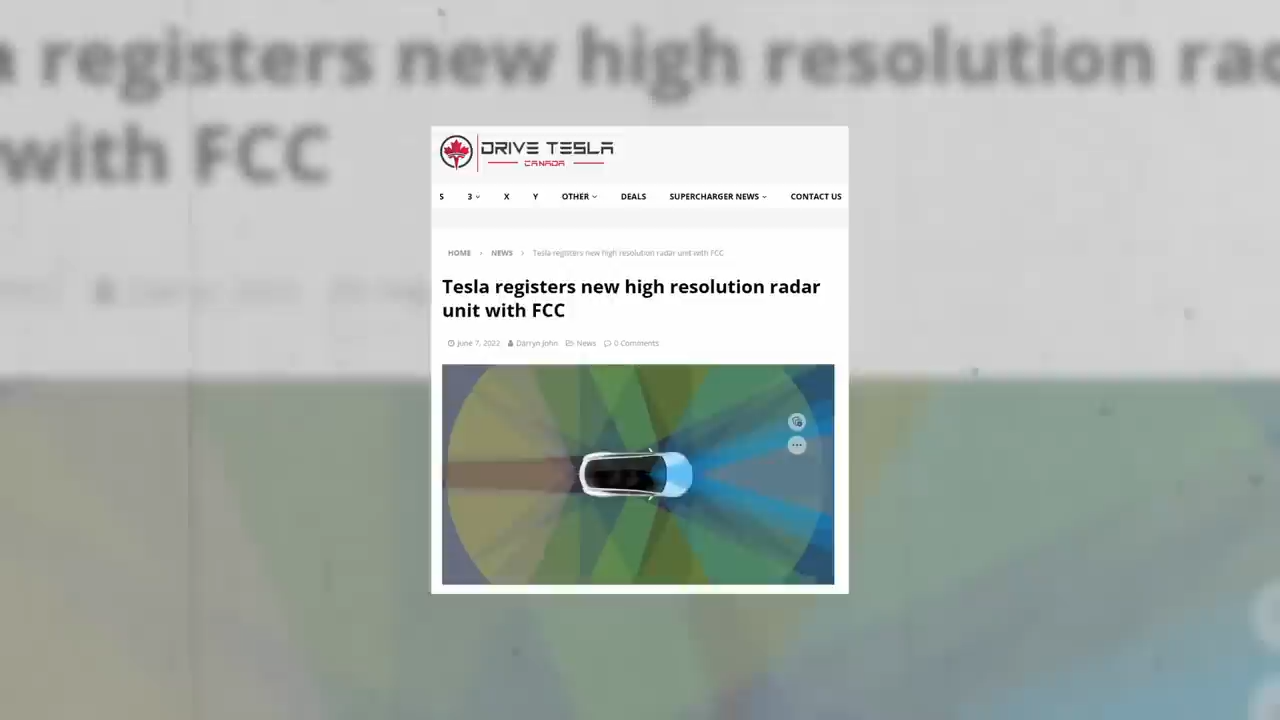 registers new high resolution
with FCC
DRIVE TESLA
CANADA
S 3 X Y OTHER DEALS SUPERCHARGER NEWS CONTACT US
HOME › NEWS › Tesla registers new high resolution radar unit with FCC
Tesla registers new high resolution radar
unit with FCC
June 7, 2022 Darryn John News 0 Comments